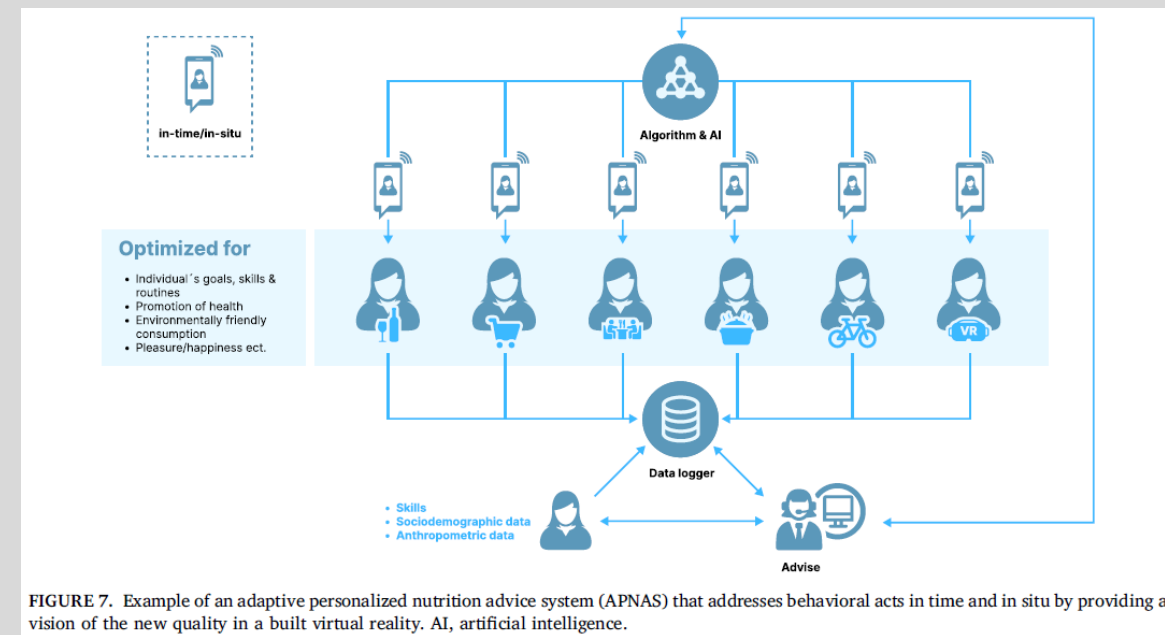 in-time/in-situ
Algorithm & AI
Optimized for
• Individual´s goals, skills &
routines
• Promotion of health
• Environmentally friendly
consumption
• Pleasure/happiness ect.
VR
Data logger
• Skills
• Sociodemographic data
• Anthropometric data
Advise
FIGURE 7. Example of an adaptive personalized nutrition advice system (APNAS) that addresses behavioral acts in time and in situ by providing a
vision of the new quality in a built virtual reality. AI, artificial intelligence.